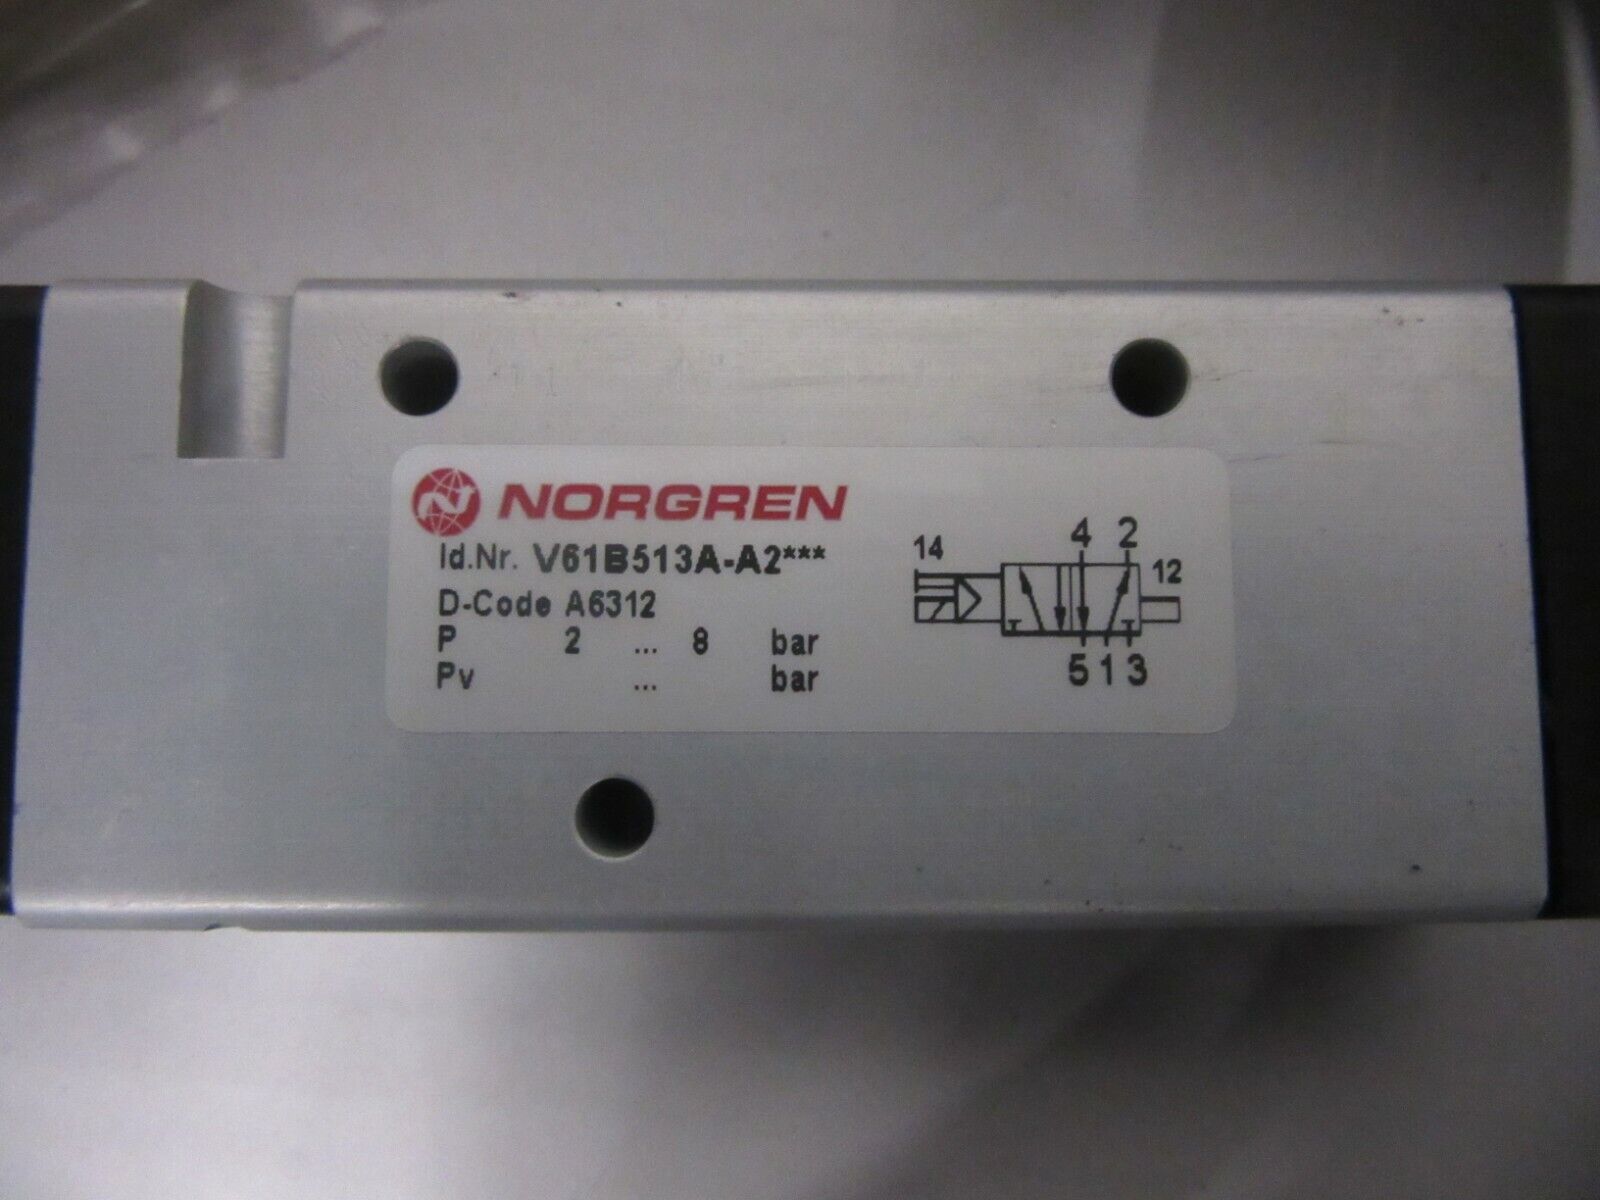 NORGREN
Id.Nr. V61B513A-A2***
D-Code A6312
P 2 ... 8 bar
Pv ... bar
14 4 2 12
5 1 3